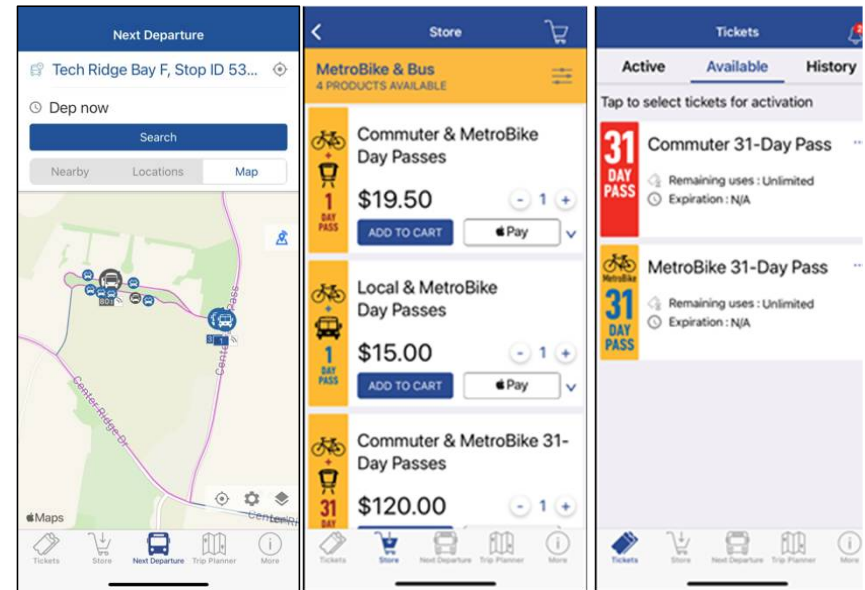 Next Departure
Tech Ridge Bay F, Stop ID 53...
Dep now
Search
Nearby Locations Map
801
1
Center Ridge Dr
Maps
Tickets Store Next Departure Trip Planner More
Store
MetroBike & Bus
4 PRODUCTS AVAILABLE
Commuter & MetroBike
Day Passes
+
1
DAY
PASS
$19.50
- 1 +
ADD TO CART
Pay
Local & MetroBike
Day Passes
+
1
DAY
PASS
$15.00
- 1 +
ADD TO CART
Pay
Commuter & MetroBike 31-
Day Passes
+
31
DAY
$120.00
- 1 +
Tickets Store Next Departure Trip Planner More
Tickets
Active Available History
Tap to select tickets for activation
31
DAY
PASS
Commuter 31-Day Pass
Remaining uses : Unlimited
Expiration : N/A
MetroBike
31
DAY
PASS
MetroBike 31-Day Pass
Remaining uses : Unlimited
Expiration : N/A
Tickets Store Next Departure Trip Planner More